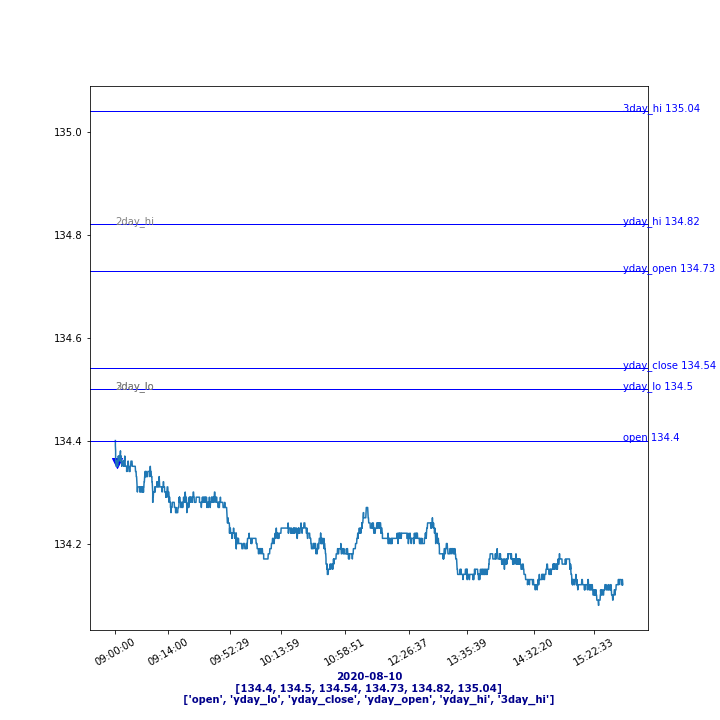 3day_hi 135.04
135.0
2day_hi
yday_hi 134.82
134.8
yday_open 134.73
134.6
yday_close 134.54
yday_lo 134.5
open 134.4
134.4
134.2
09:00:00 09:14:00 09:52:29 10:13:59 10:58:51 12:26:37 13:35:39 14:32:20 15:22:33
2020-08-10
[134.4, 134.5, 134.54, 134.73, 134.82, 135.04]
['open', 'yday_lo', 'yday_close', 'yday_open', 'yday_hi', '3day_hi']